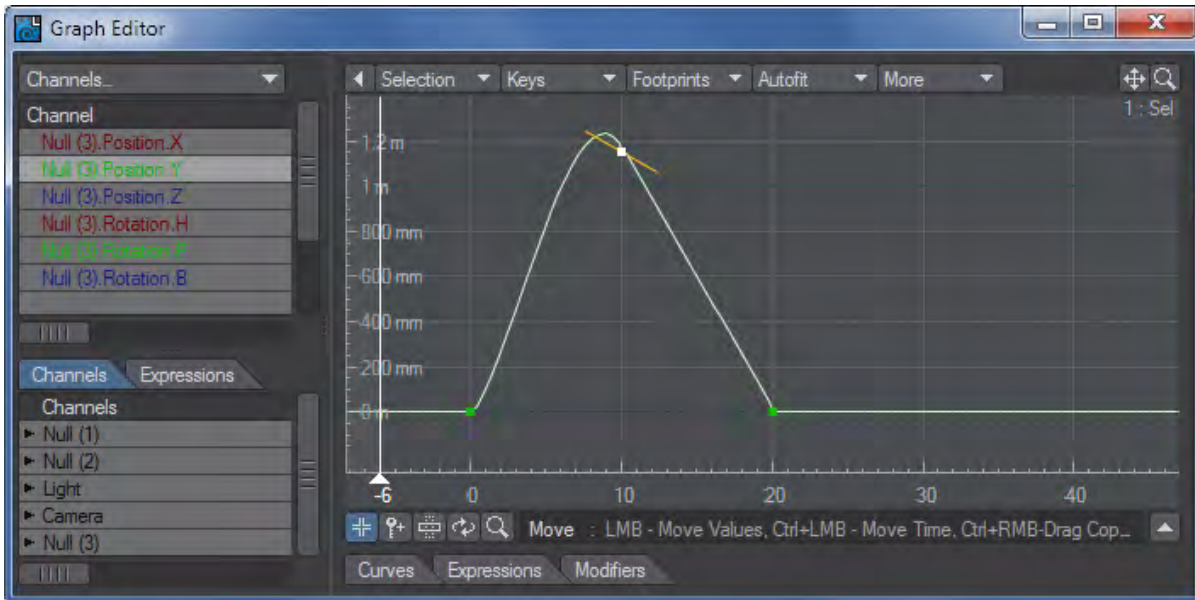 Graph Editor
Channels...
Selection Keys Footprints Autofit More
Channel
1 : Sel
Null (3).Position.X
Null (3).Position.Y
Null (3).Position.Z
Null (3).Rotation.H
Null (3).Rotation.P
Null (3).Rotation.B
1.2 m
1 m
800 mm
600 mm
400 mm
200 mm
0 m
Channels Expressions
Channels
Null (1)
Null (2)
Light
Camera
Null (3)
-6 0 10 20 30 40
Move : LMB - Move Values, Ctrl+LMB - Move Time, Ctrl+RMB-Drag Cop...
Curves Expressions Modifiers